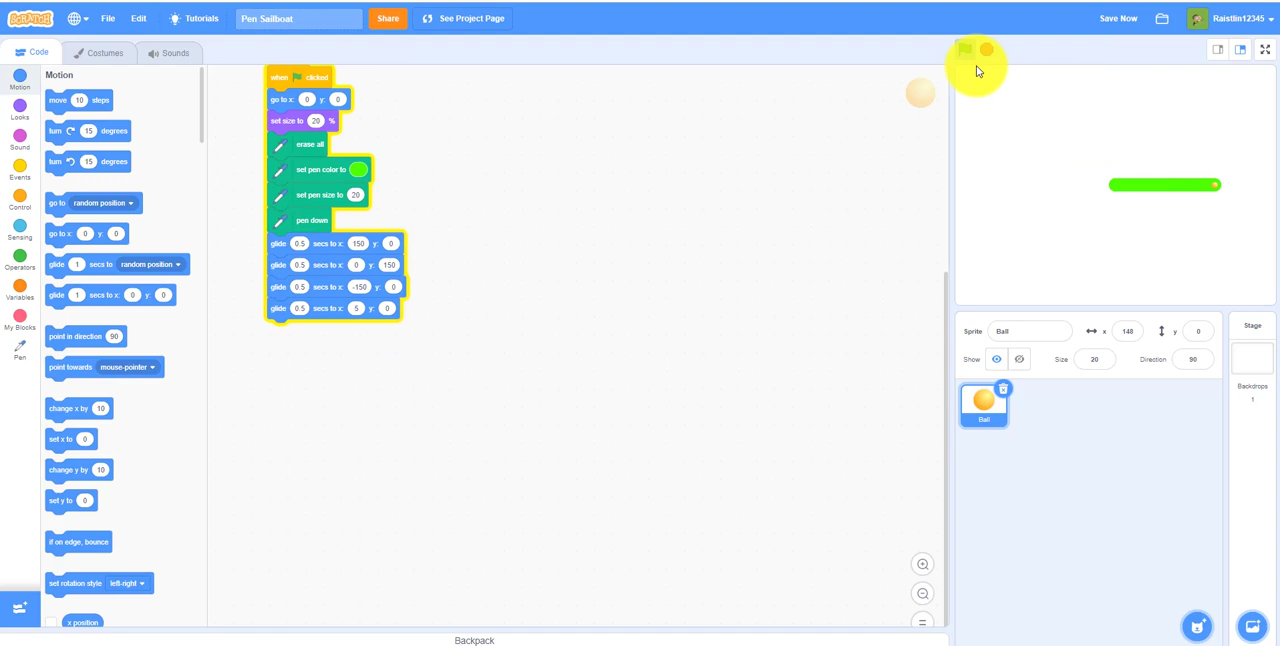 SCRATCH File Edit Tutorials Pen Sailboat Share See Project Page Save Now Raistlin12345
Code Costumes Sounds
Motion
Looks
Sound
Events
Control
Sensing
Operators
Variables
My Blocks
Pen
Motion
move 10 steps
turn 15 degrees
turn 15 degrees
go to random position
go to x: 0 y: 0
glide 1 secs to random position
glide 1 secs to x: 0 y: 0
point in direction 90
point towards mouse-pointer
change x by 10
set x to 0
change y by 10
set y to 0
if on edge, bounce
set rotation style left-right
x position
when clicked
go to x: 0 y: 0
set size to 20 %
erase all
set pen color to
set pen size to 20
pen down
glide 0.5 secs to x: 150 y: 0
glide 0.5 secs to x: 0 y: 150
glide 0.5 secs to x: -150 y: 0
glide 0.5 secs to x: 5 y: 0
Backpack
Sprite Ball x 148 y 0
Show Size 20 Direction 90
Ball
Stage
Backdrops
1